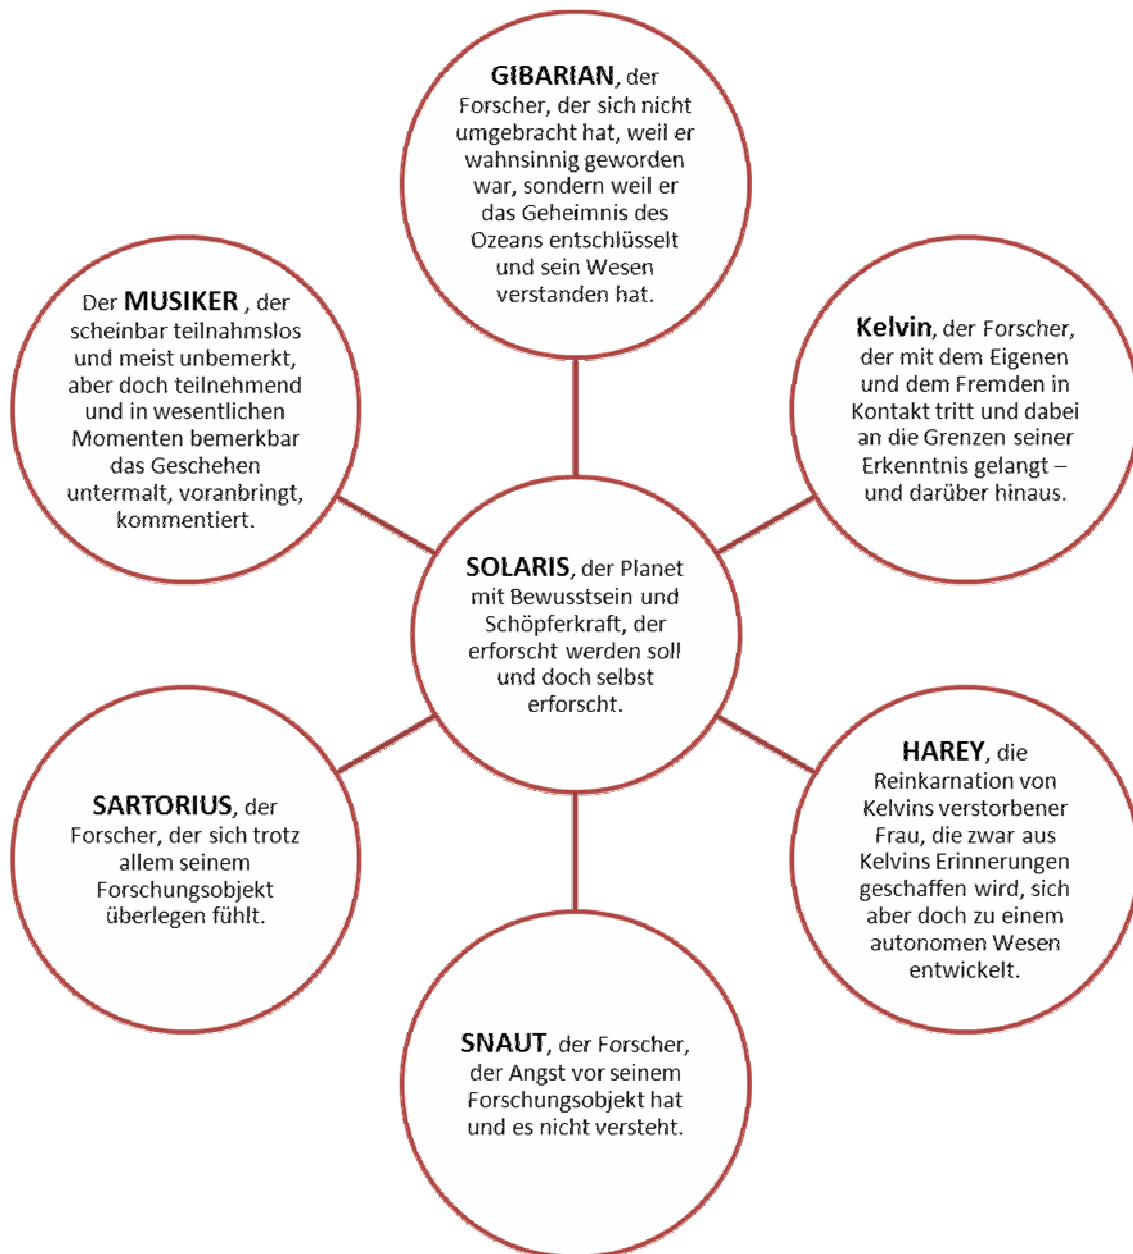 GIBARIAN, der
Forscher, der sich nicht
umgebracht hat, weil er
wahnsinnig geworden
war, sondern weil er
das Geheimnis des
Ozeans entschlüsselt
und sein Wesen
verstanden hat.
Der MUSIKER , der
scheinbar teilnahmslos
und meist unbemerkt,
aber doch teilnehmend
und in wesentlichen
Momenten bemerkbar
das Geschehen
untermalt, voranbringt,
kommentiert.
Kelvin, der Forscher,
der mit dem Eigenen
und dem Fremden in
Kontakt tritt und dabei
an die Grenzen seiner
Erkenntnis gelangt –
und darüber hinaus.
SOLARIS, der Planet
mit Bewusstsein und
Schöpferkraft, der
erforscht werden soll
und doch selbst
erforscht.
SARTORIUS, der
Forscher, der sich trotz
allem seinem
Forschungsobjekt
überlegen fühlt.
HAREY, die
Reinkarnation von
Kelvins verstorbener
Frau, die zwar aus
Kelvins Erinnerungen
geschaffen wird, sich
aber doch zu einem
autonomen Wesen
entwickelt.
SNAUT, der Forscher,
der Angst vor seinem
Forschungsobjekt hat
und es nicht versteht.